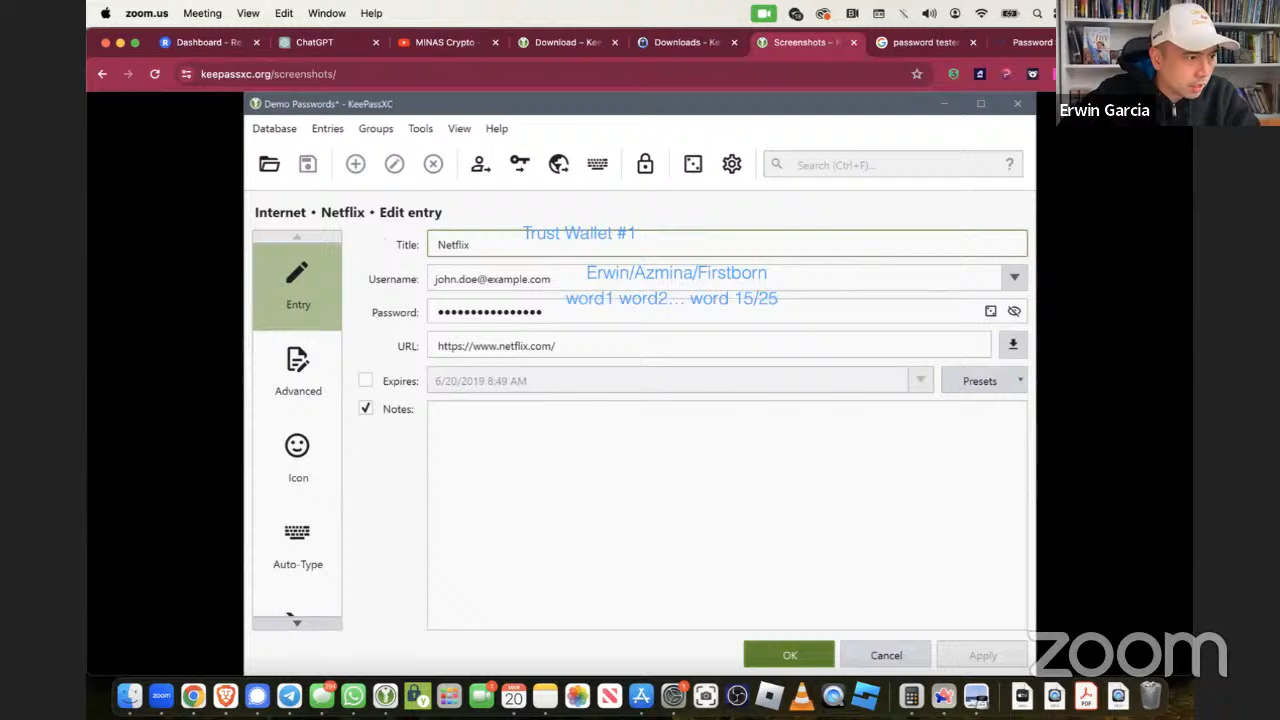 zoom.us Meeting View Edit Window Help
Dashboard - Re
ChatGPT
MINAS Crypto -
Download – Kee
Downloads - Ke
Screenshots –
password teste
Password
keepassxc.org/screenshots/
Erwin Garcia
Demo Passwords* - KeePassXC
Database Entries Groups Tools View Help
Search (Ctrl+F)... ?
Internet • Netflix • Edit entry
Trust Wallet #1
Title: Netflix
Erwin/Azmina/Firstborn
Username: john.doe@example.com
word1 word2... word 15/25
Password: ●●●●●●●●●●●●●●●●
URL: https://www.netflix.com/
Expires: 6/20/2019 8:49 AM Presets
Notes:
Entry
Advanced
Icon
Auto-Type
OK Cancel Apply
zoom
zoom
20
PDF